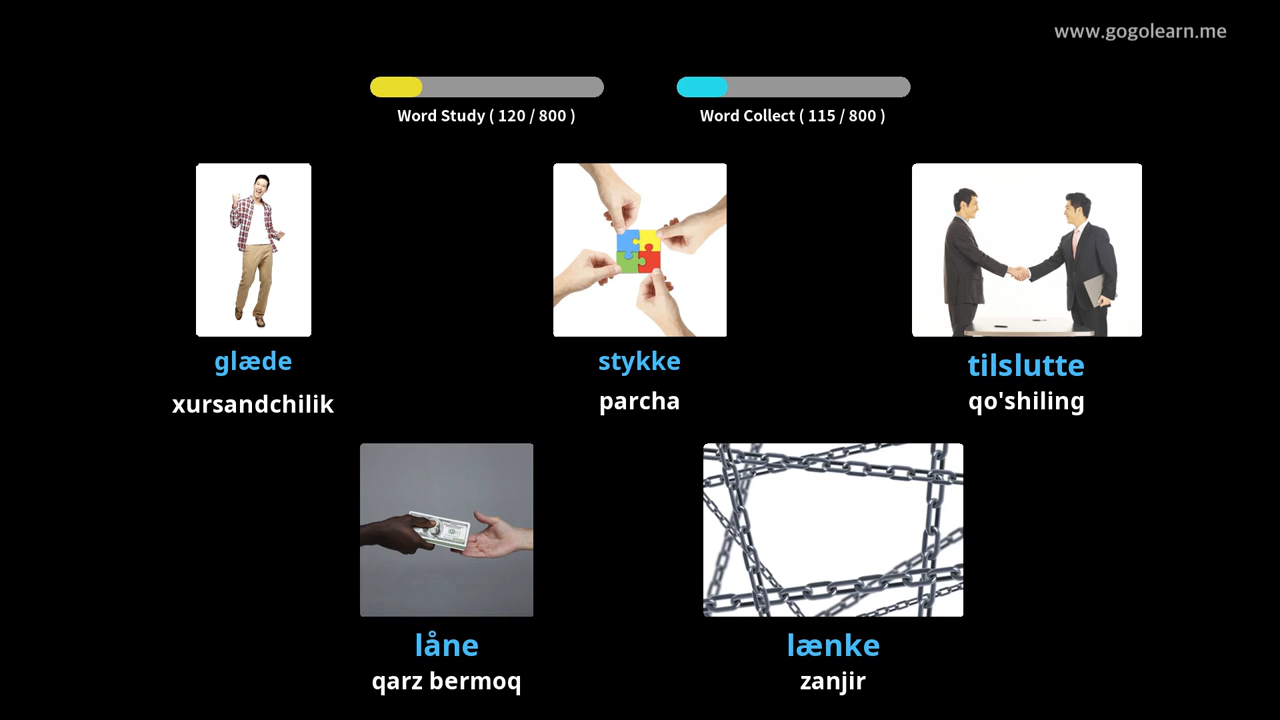 www.gogolearn.me
Word Study ( 120 / 800 )
Word Collect ( 115 / 800 )
glæde
xursandchilik
stykke
parcha
tilslutte
qo'shiling
låne
qarz bermoq
lænke
zanjir